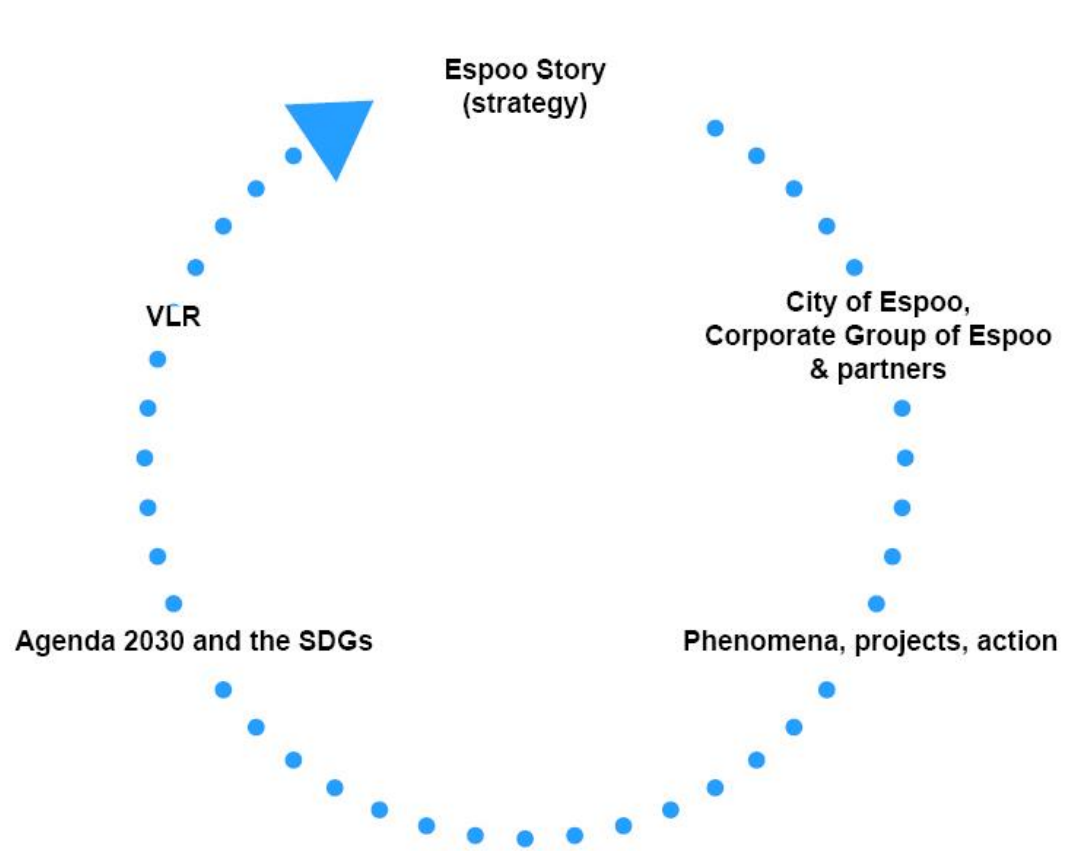 Espoo Story
(strategy)
City of Espoo,
Corporate Group of Espoo
& partners
VLR
Agenda 2030 and the SDGs
Phenomena, projects, action